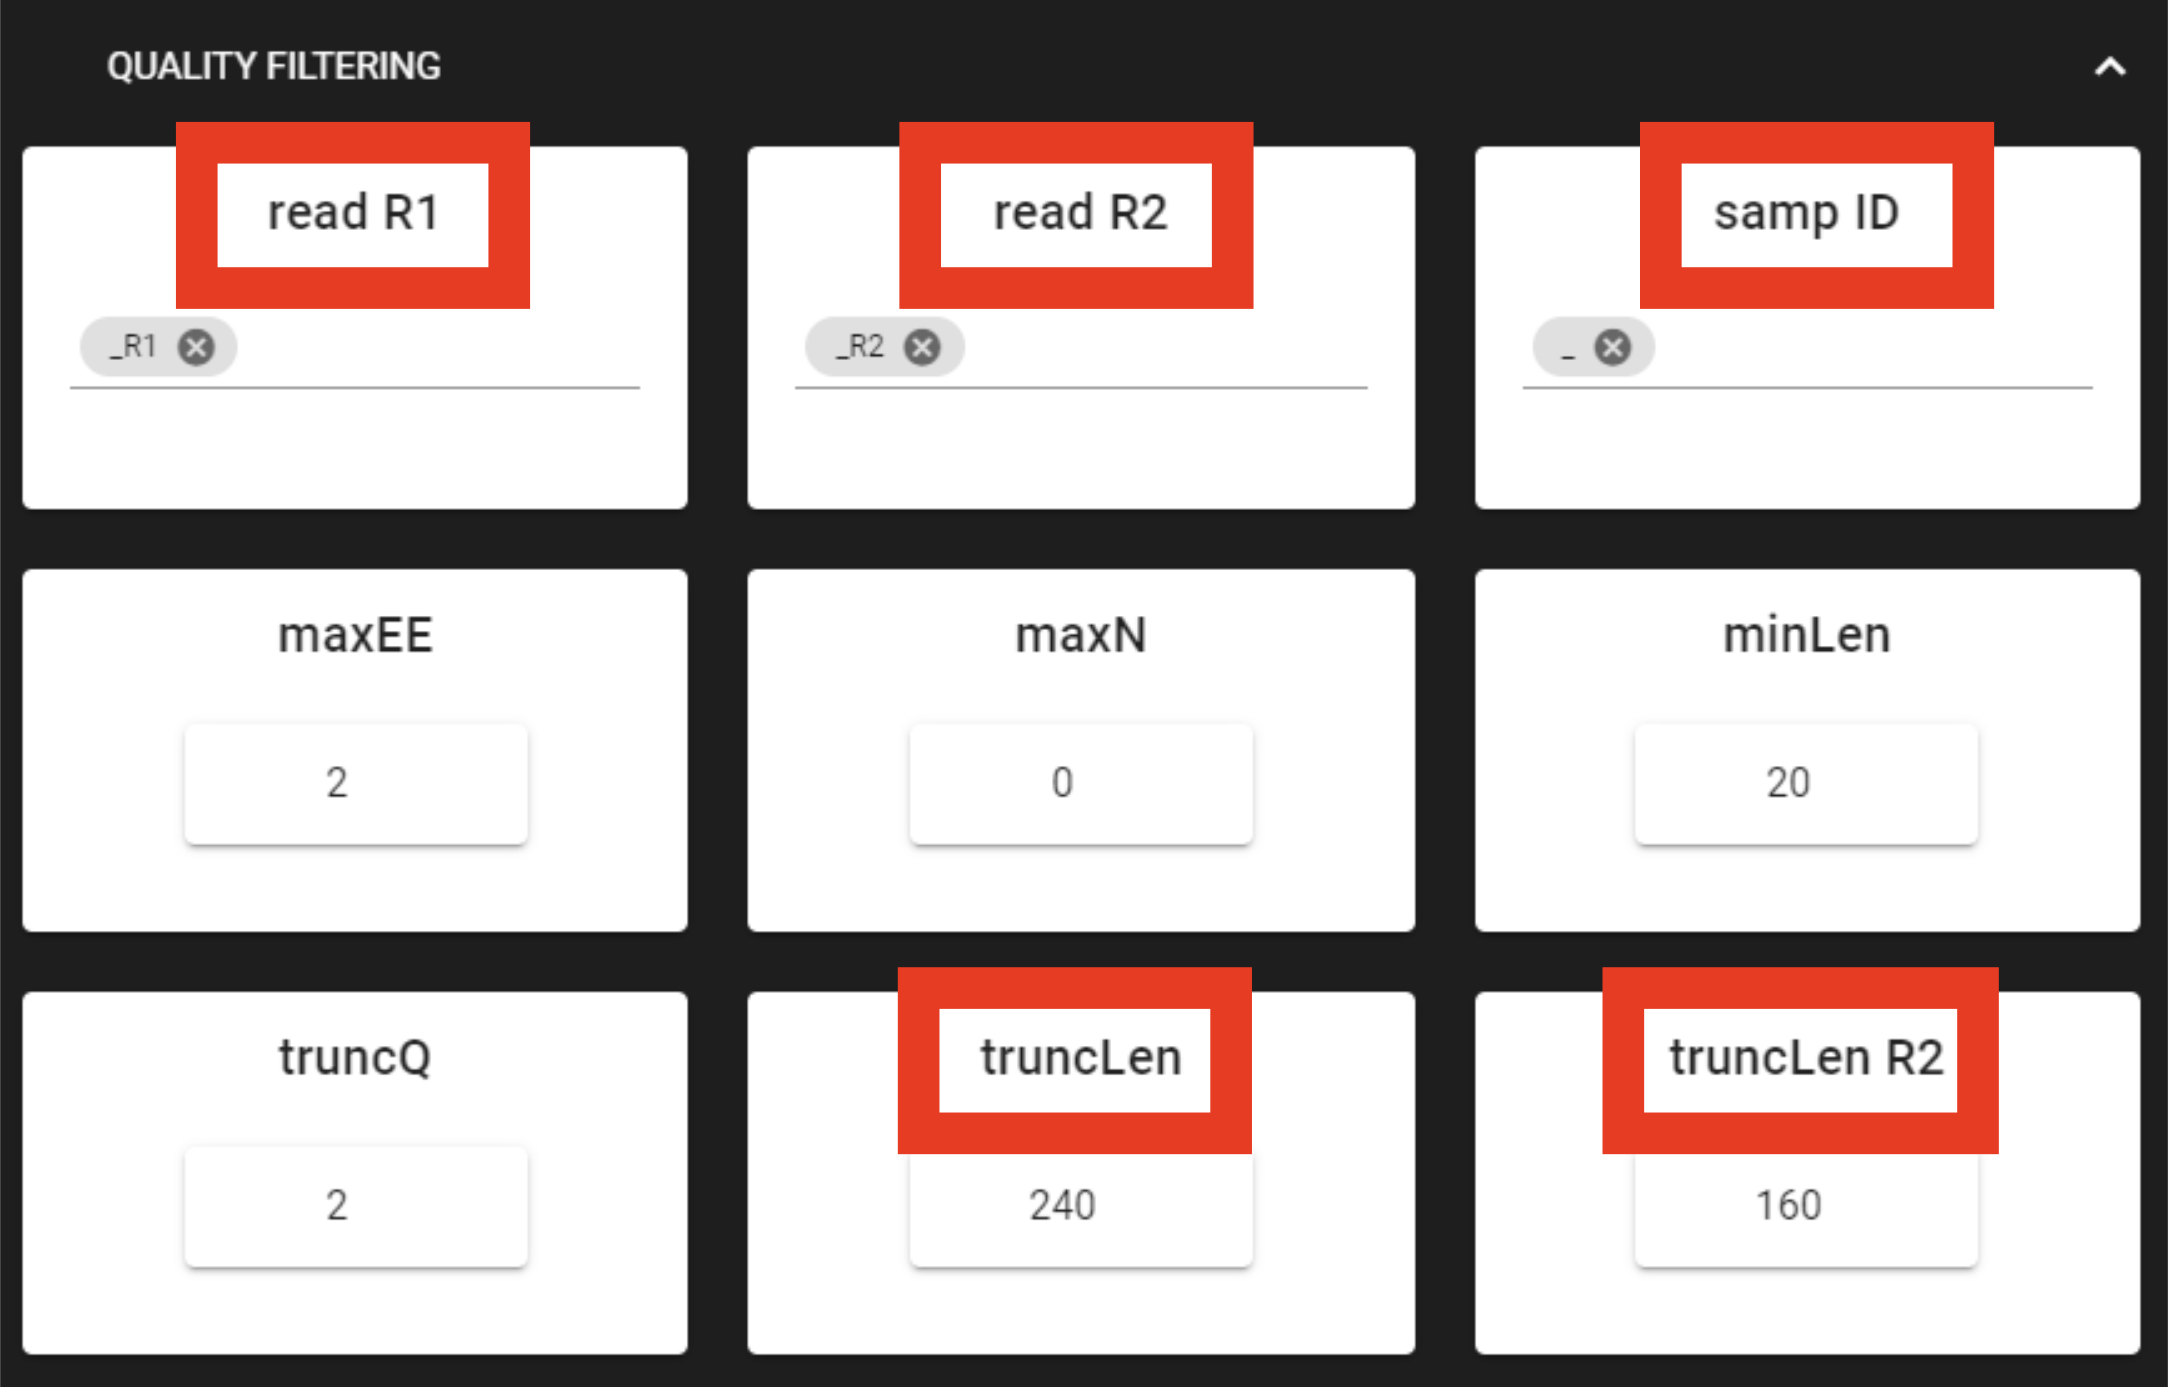 QUALITY FILTERING
read R1
read R2
samp ID
_R1
_R2
_
maxEE
maxN
minLen
2
0
20
truncQ
truncLen
truncLen R2
2
240
160